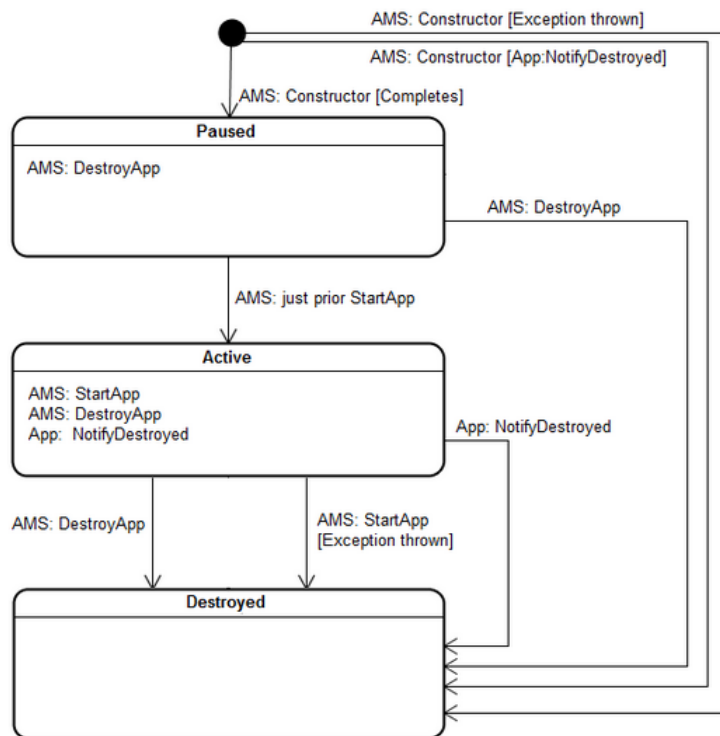 AMS: Constructor [Exception thrown]
AMS: Constructor [App:NotifyDestroyed]
AMS: Constructor [Completes]
Paused
AMS: DestroyApp
AMS: DestroyApp
AMS: just prior StartApp
Active
AMS: StartApp
AMS: DestroyApp
App: NotifyDestroyed
App: NotifyDestroyed
AMS: DestroyApp
AMS: StartApp
[Exception thrown]
Destroyed